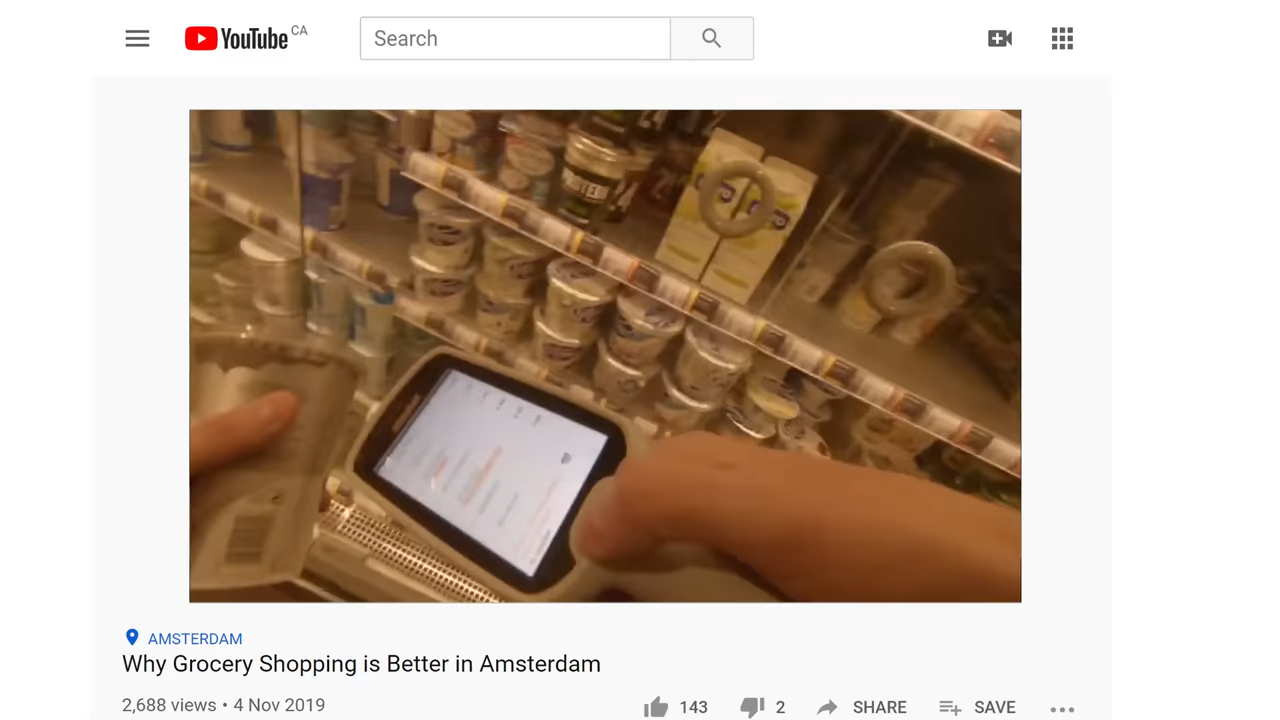 YouTube CA
Search
AMSTERDAM
Why Grocery Shopping is Better in Amsterdam
2,688 views • 4 Nov 2019
143
2
SHARE
SAVE